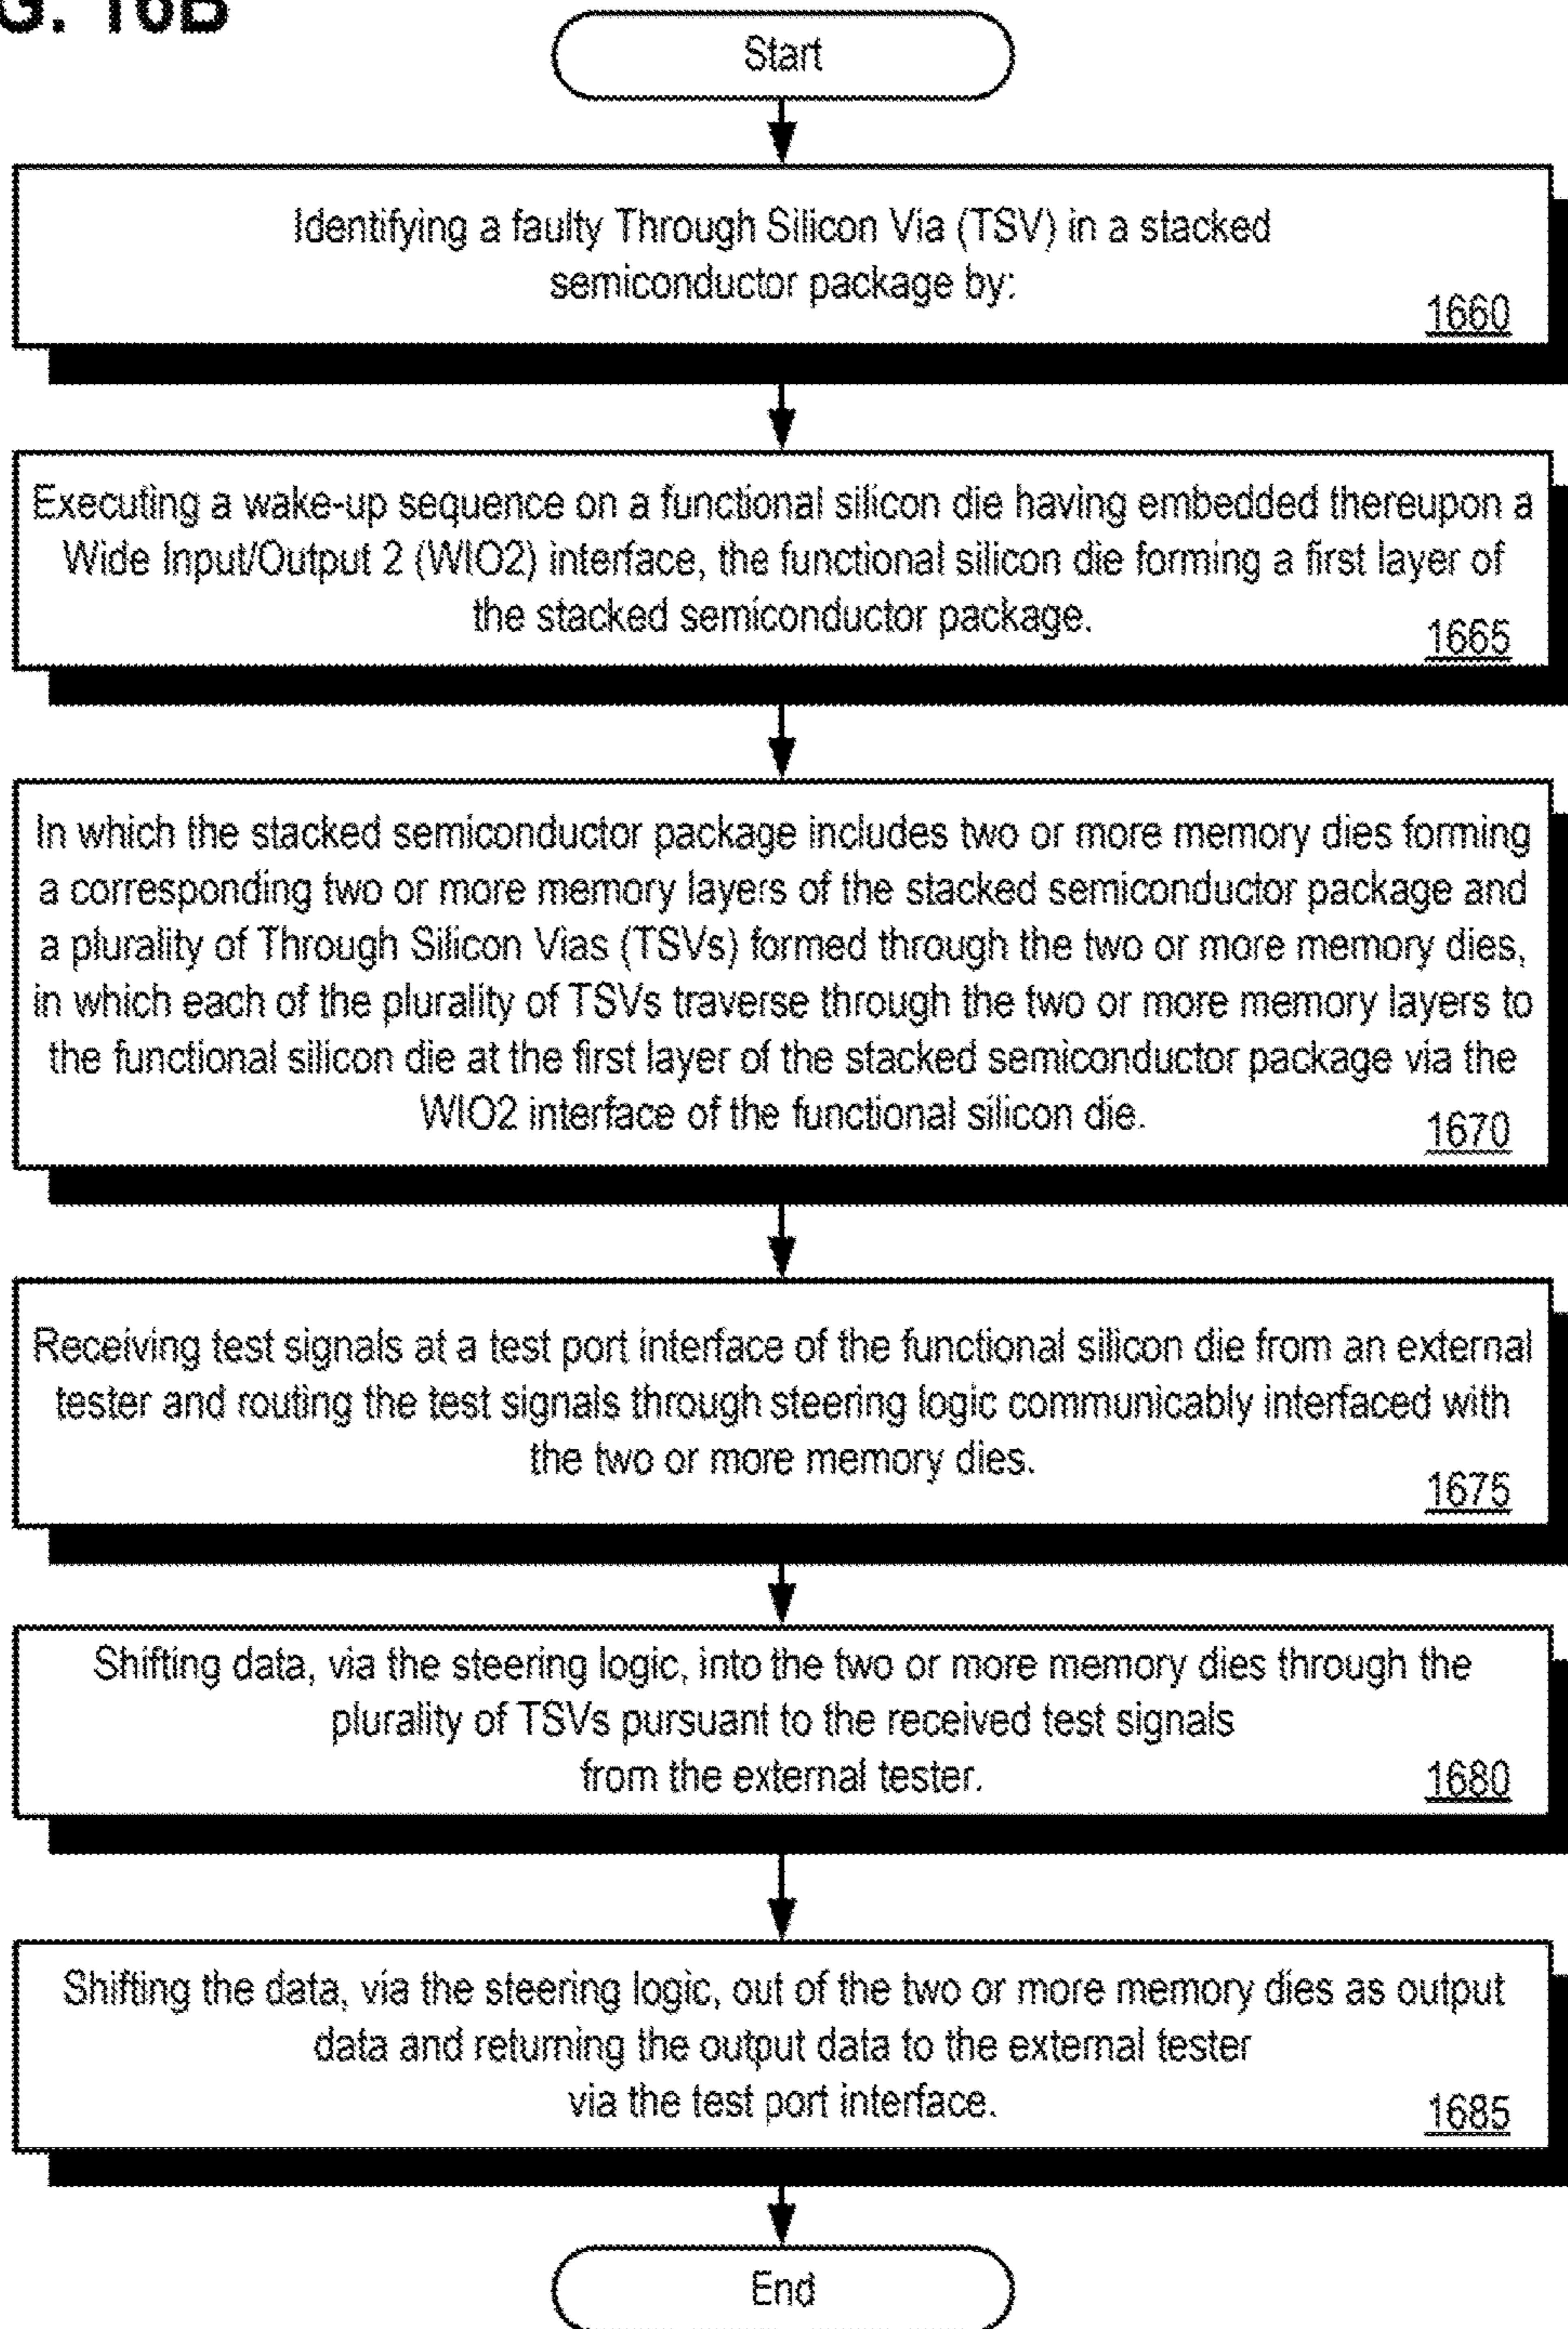 G. 16B
Start
Identifying a faulty Through Silicon Via (TSV) in a stacked
semiconductor package by:
1660
Executing a wake-up sequence on a functional silicon die having embedded thereupon a
Wide Input/Output 2 (WIO2) interface, the functional silicon die forming a first layer of
the stacked semiconductor package.
1665
In which the stacked semiconductor package includes two or more memory dies forming
a corresponding two or more memory layers of the stacked semiconductor package and
a plurality of Through Silicon Vias (TSVs) formed through the two or more memory dies,
in which each of the plurality of TSVs traverse through the two or more memory layers to
the functional silicon die at the first layer of the stacked semiconductor package via the
WIO2 interface of the functional silicon die.
1670
Receiving test signals at a test port interface of the functional silicon die from an external
tester and routing the test signals through steering logic communicably interfaced with
the two or more memory dies.
1675
Shifting data, via the steering logic, into the two or more memory dies through the
plurality of TSVs pursuant to the received test signals
from the external tester.
1680
Shifting the data, via the steering logic, out of the two or more memory dies as output
data and returning the output data to the external tester
via the test port interface.
1685
End